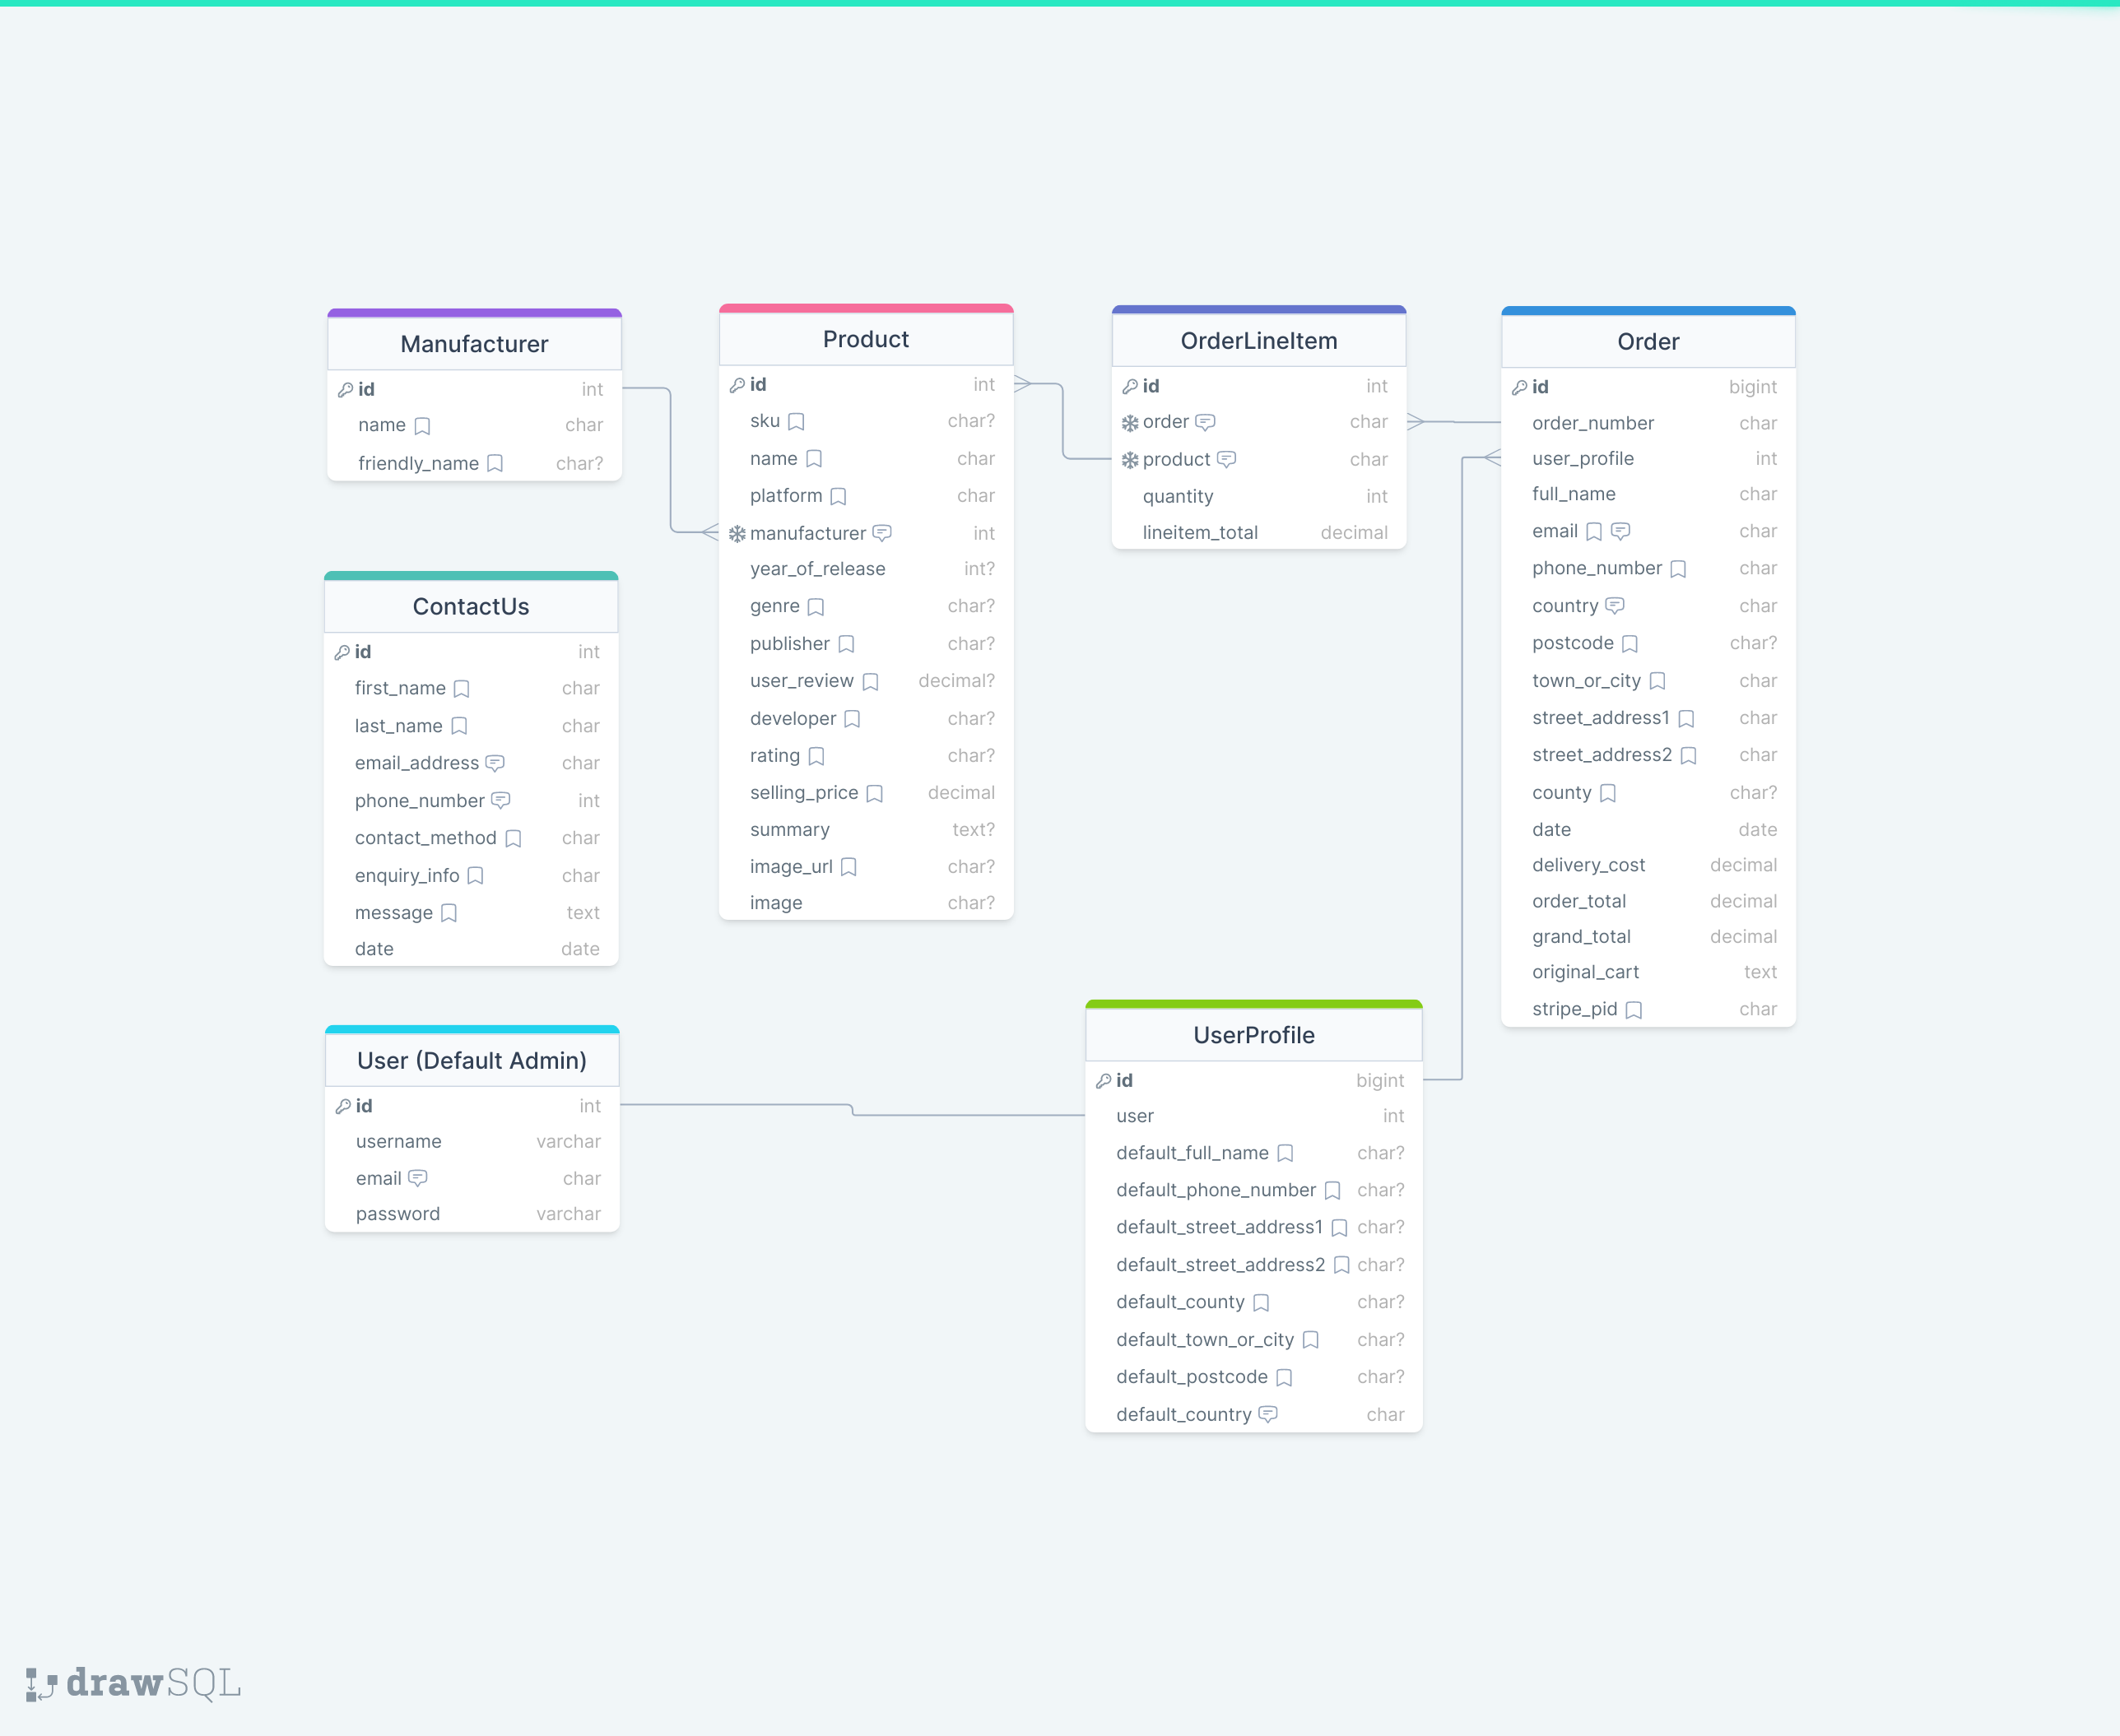 Manufacturer
id int
name char
friendly_name char?
Product
id int
sku char?
name char
platform char
manufacturer int
year_of_release int?
genre char?
publisher char?
user_review decimal?
developer char?
rating char?
selling_price decimal
summary text?
image_url char?
image char?
OrderLineItem
id int
order char
product char
quantity int
lineitem_total decimal
Order
id bigint
order_number char
user_profile int
full_name char
email char
phone_number char
country char
postcode char?
town_or_city char
street_address1 char
street_address2 char
county char?
date date
delivery_cost decimal
order_total decimal
grand_total decimal
original_cart text
stripe_pid char
ContactUs
id int
first_name char
last_name char
email_address char
phone_number int
contact_method char
enquiry_info char
message text
date date
User (Default Admin)
id int
username varchar
email char
password varchar
UserProfile
id bigint
user int
default_full_name char?
default_phone_number char?
default_street_address1 char?
default_street_address2 char?
default_county char?
default_town_or_city char?
default_postcode char?
default_country char
drawSQL